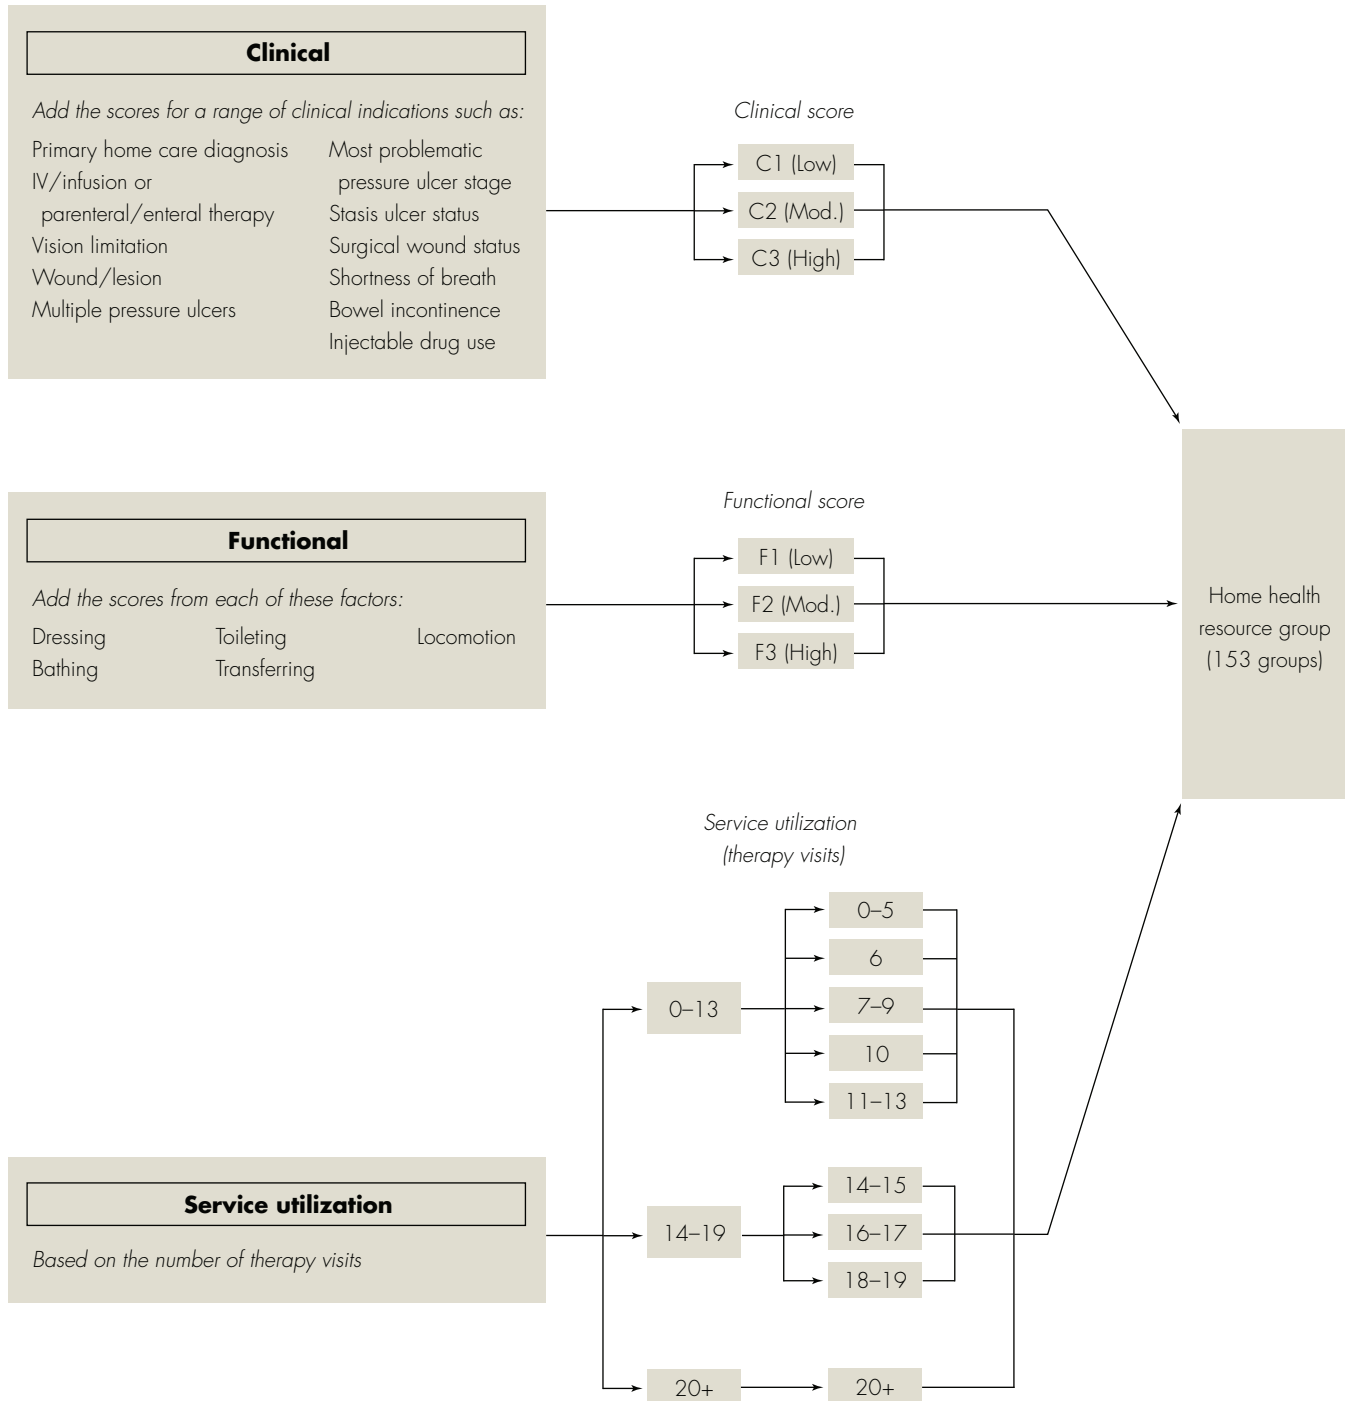 Clinical
Add the scores for a range of clinical indications such as:
Primary home care diagnosis
IV/infusion or
parenteral/enteral therapy
Vision limitation
Wound/lesion
Multiple pressure ulcers
Most problematic
pressure ulcer stage
Stasis ulcer status
Surgical wound status
Shortness of breath
Bowel incontinence
Injectable drug use
Clinical score
C1 (Low)
C2 (Mod.)
C3 (High)
Functional
Add the scores from each of these factors:
Dressing
Toileting
Locomotion
Bathing
Transferring
Functional score
F1 (Low)
F2 (Mod.)
F3 (High)
Home health
resource group
(153 groups)
Service utilization
(therapy visits)
Service utilization
Based on the number of therapy visits
0–13
0–5
6
7–9
10
11–13
14–19
14–15
16–17
18–19
20+
20+